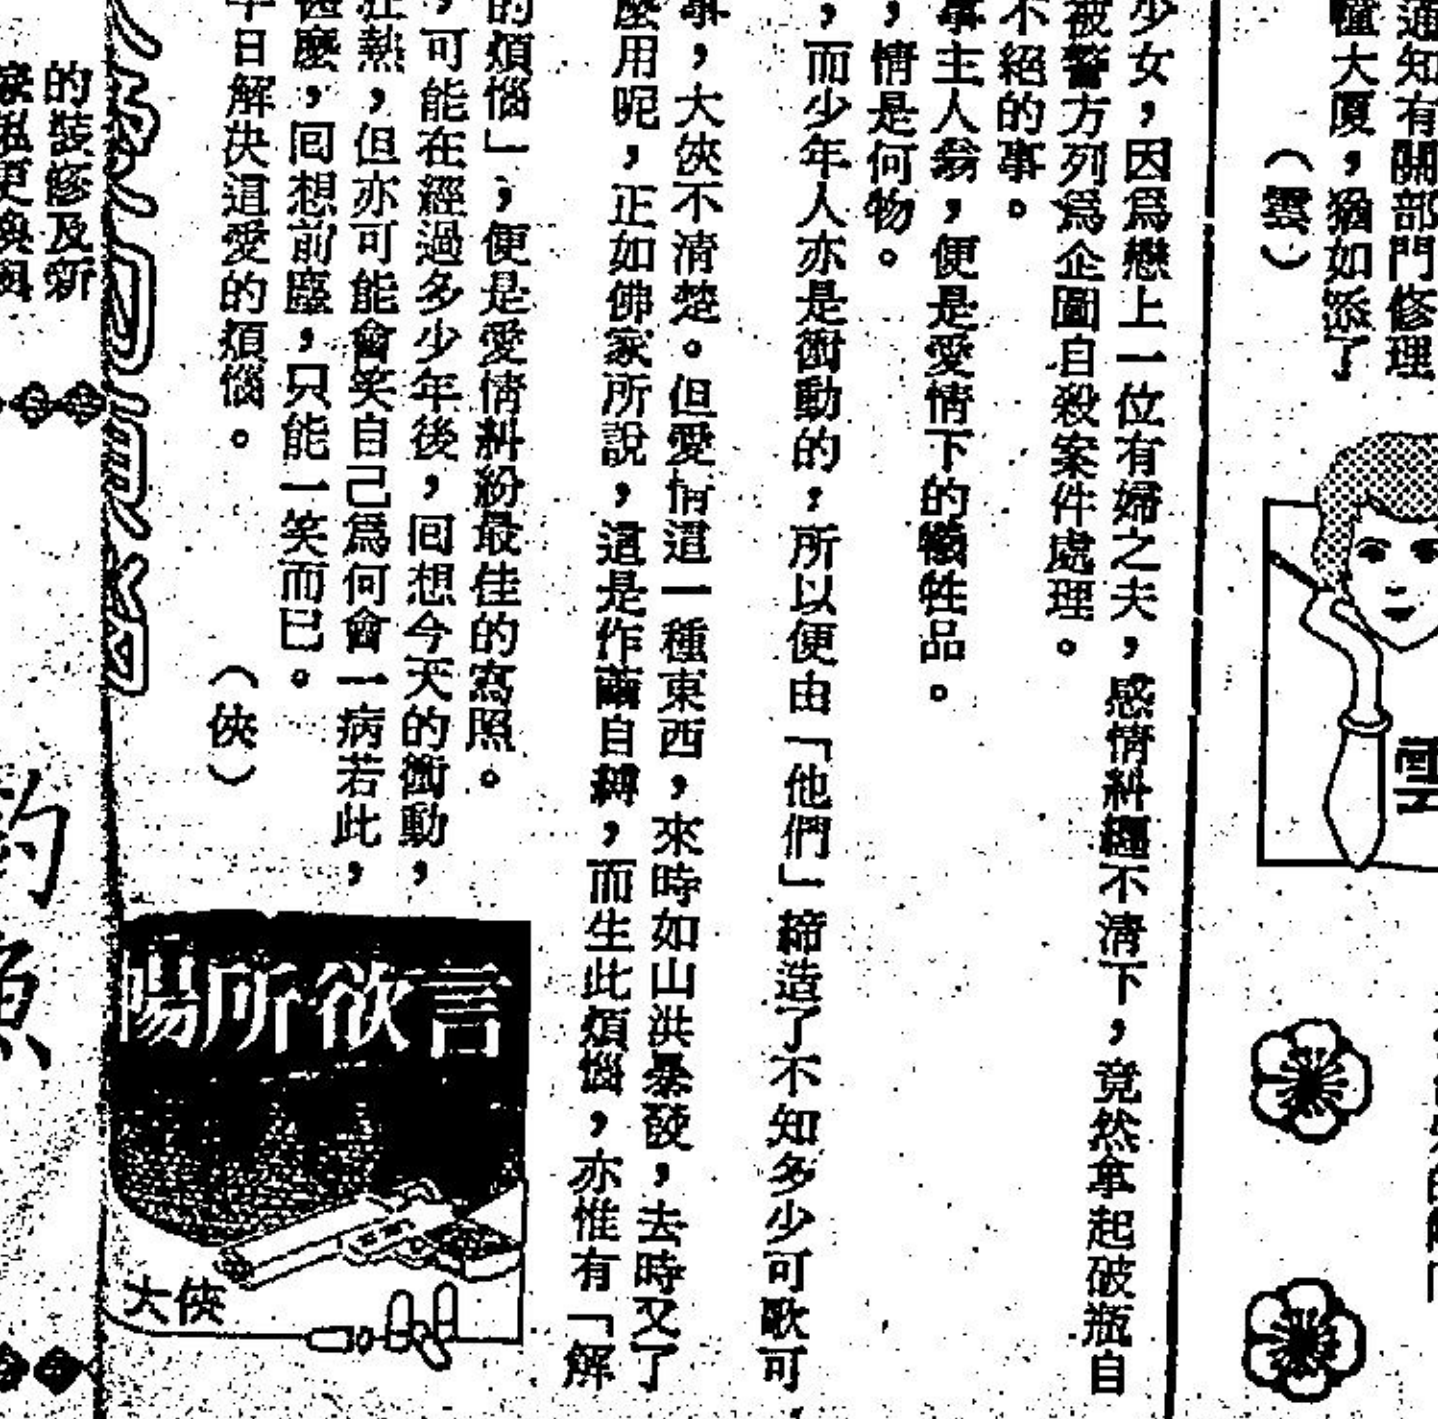 通知有關部門修理
幢大厦，猶如添了
（雲）
雲
少女，因爲戀上一位有婦之夫，感情糾纒不清下，竟然拿起破瓶自
被警方列爲企圖自殺案件處理。
不絕的事。
事主人翁，便是愛情下的犧牲品。
，情是何物。
，而少年人亦是衝動的，所以便由「他們」締造了不知多少可歌可
事，大俠不清楚。但愛情這一種東西，來時如山洪暴發，去時又了
麼用呢，正如佛家所說，這是作繭自縛，而生此煩惱，亦惟有「解
的煩惱」，便是愛情糾紛最佳的寫照。
，可能在經過多少年後，回想今天的衝動，
狂熱，但亦可能會笑自己爲何會一病若此，
甚麼，回想前塵，只能一笑而已。
早日解決這愛的煩惱。（俠）
暢所欲言
大俠
的裝修及新
釣魚